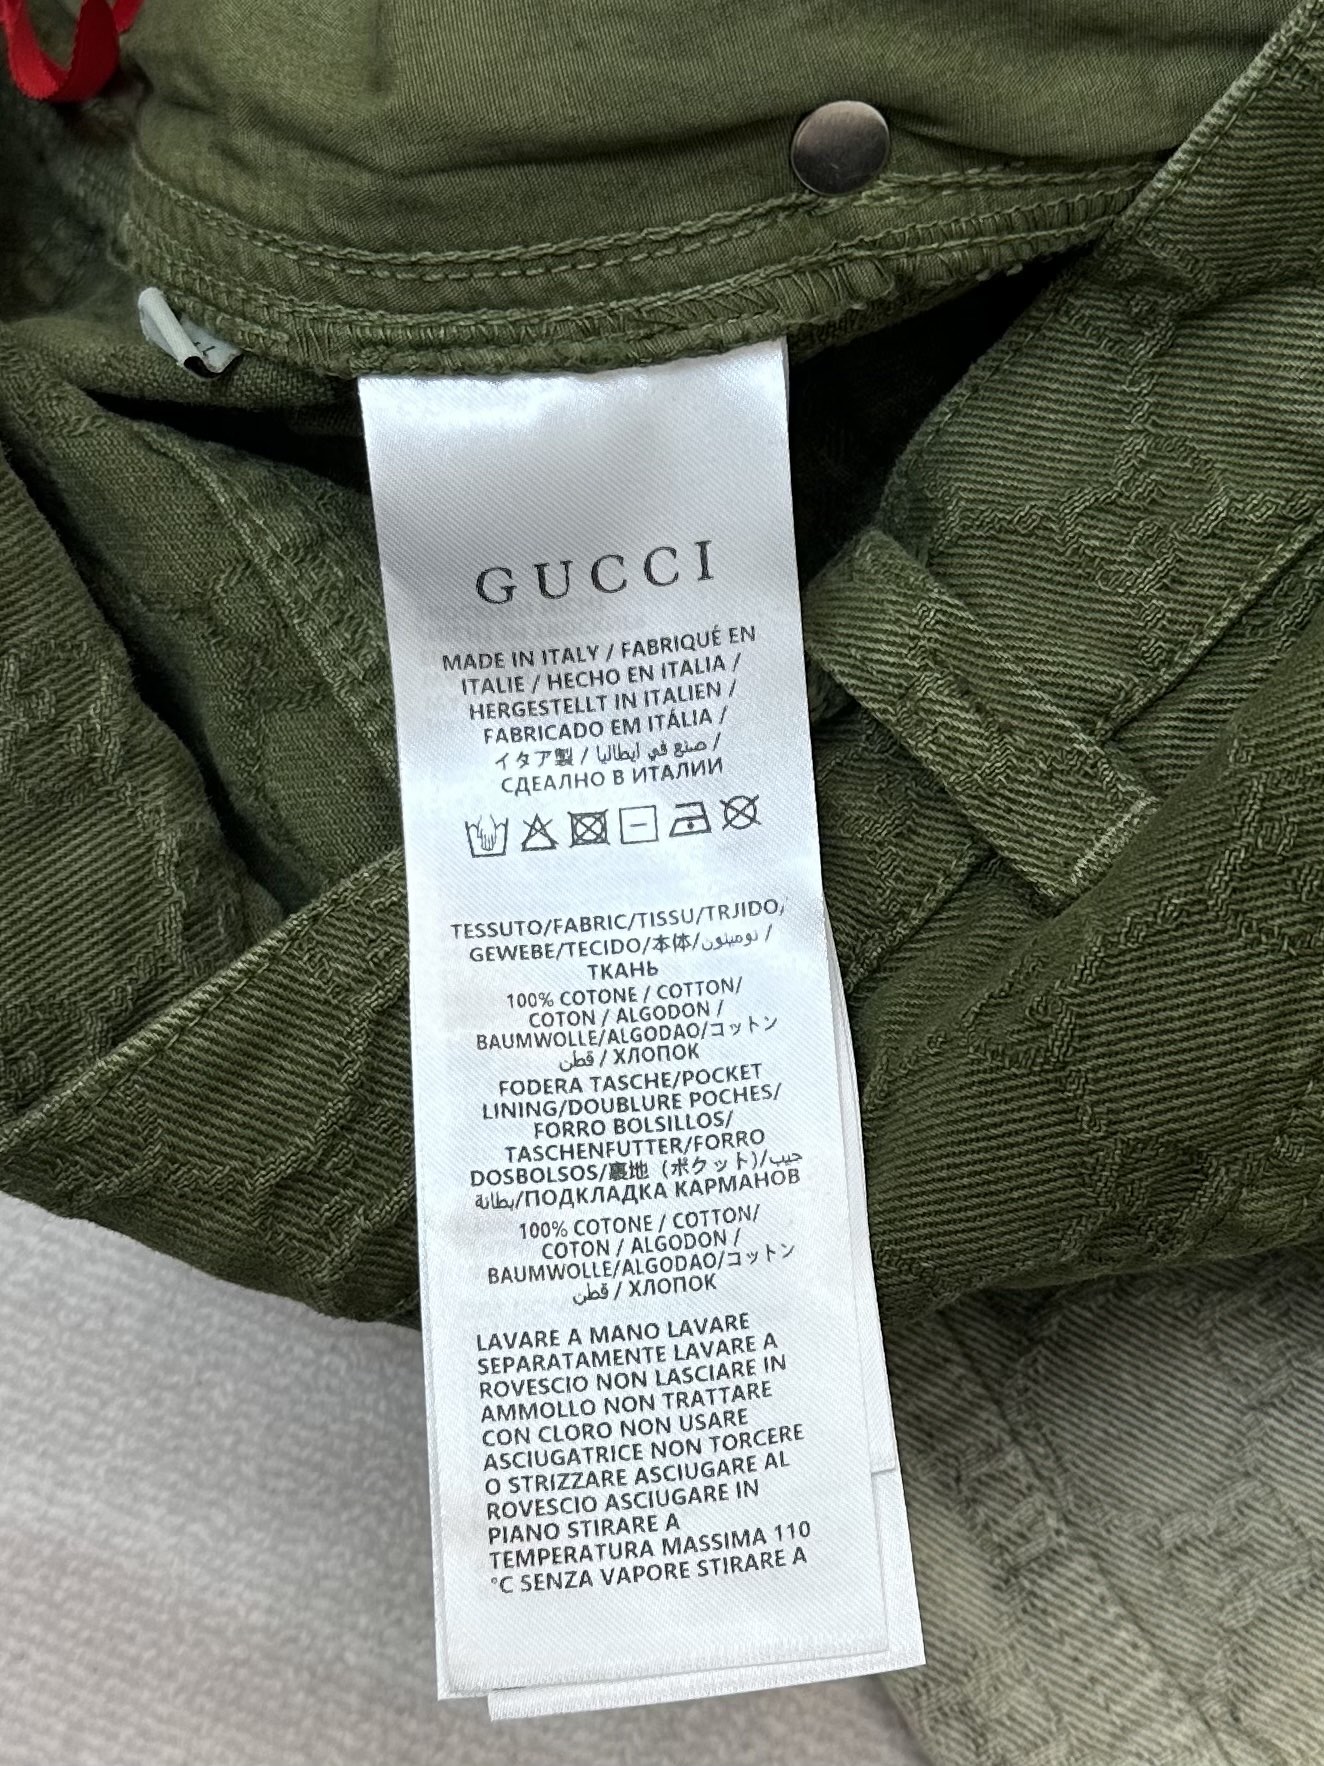 GUCCI
MADE IN ITALY / FABRIQUÉ EN
ITALIE / HECHO EN ITALIA /
HERGESTELLT IN ITALIEN /
FABRICADO EM ITÁLIA /
イタア製 / صنع في ايطاليا /
СДЕАЛНО В ИТАЛИИ
TESSUTO/FABRIC/TISSU/TRJIDO,
GEWEBE/TECIDO/本体/نوميلون /
ТКАНЬ
100% COTONE / COTTON/
COTON / ALGODON /
BAUMWOLLE/ALGODAO/コットン
قطن / ХЛОПОК
FODERA TASCHE/POCKET
LINING/DOUBLURE POCHES/
FORRO BOLSILLOS/
TASCHENFUTTER/FORRO
DOSBOLSOS/裏地 (ポケット)/جيب
بطانة/ПОДКЛАДКА КАРМАНОВ
100% COTONE / COTTON/
COTON / ALGODON /
BAUMWOLLE/ALGODAO/コットン
قطن / ХЛОПОК
LAVARE A MANO LAVARE
SEPARATAMENTE LAVARE A
ROVESCIO NON LASCIARE IN
AMMOLLO NON TRATTARE
CON CLORO NON USARE
ASCIUGATRICE NON TORCERE
O STRIZZARE ASCIUGARE AL
ROVESCIO ASCIUGARE IN
PIANO STIRARE A
TEMPERATURA MASSIMA 110
°C SENZA VAPORE STIRARE A